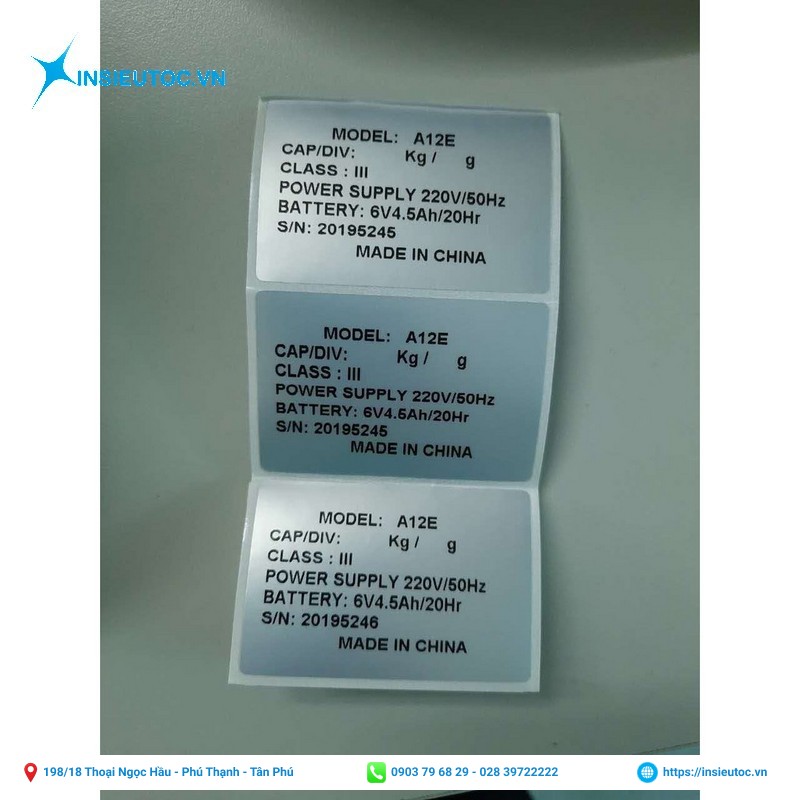 INSIEUTOC.VN
MODEL: A12E
CAP/DIV: Kg / g
CLASS : III
POWER SUPPLY 220V/50Hz
BATTERY: 6V4.5Ah/20Hr
S/N: 20195245
MADE IN CHINA
MODEL: A12E
CAP/DIV: Kg / g
CLASS : III
POWER SUPPLY 220V/50Hz
BATTERY: 6V4.5Ah/20Hr
S/N: 20195245
MADE IN CHINA
MODEL: A12E
CAP/DIV: Kg / g
CLASS : III
POWER SUPPLY 220V/50Hz
BATTERY: 6V4.5Ah/20Hr
S/N: 20195246
MADE IN CHINA
198/18 Thoại Ngọc Hầu - Phú Thạnh - Tân Phú 0903 79 68 29 - 028 39722222 https://insieutoc.vn